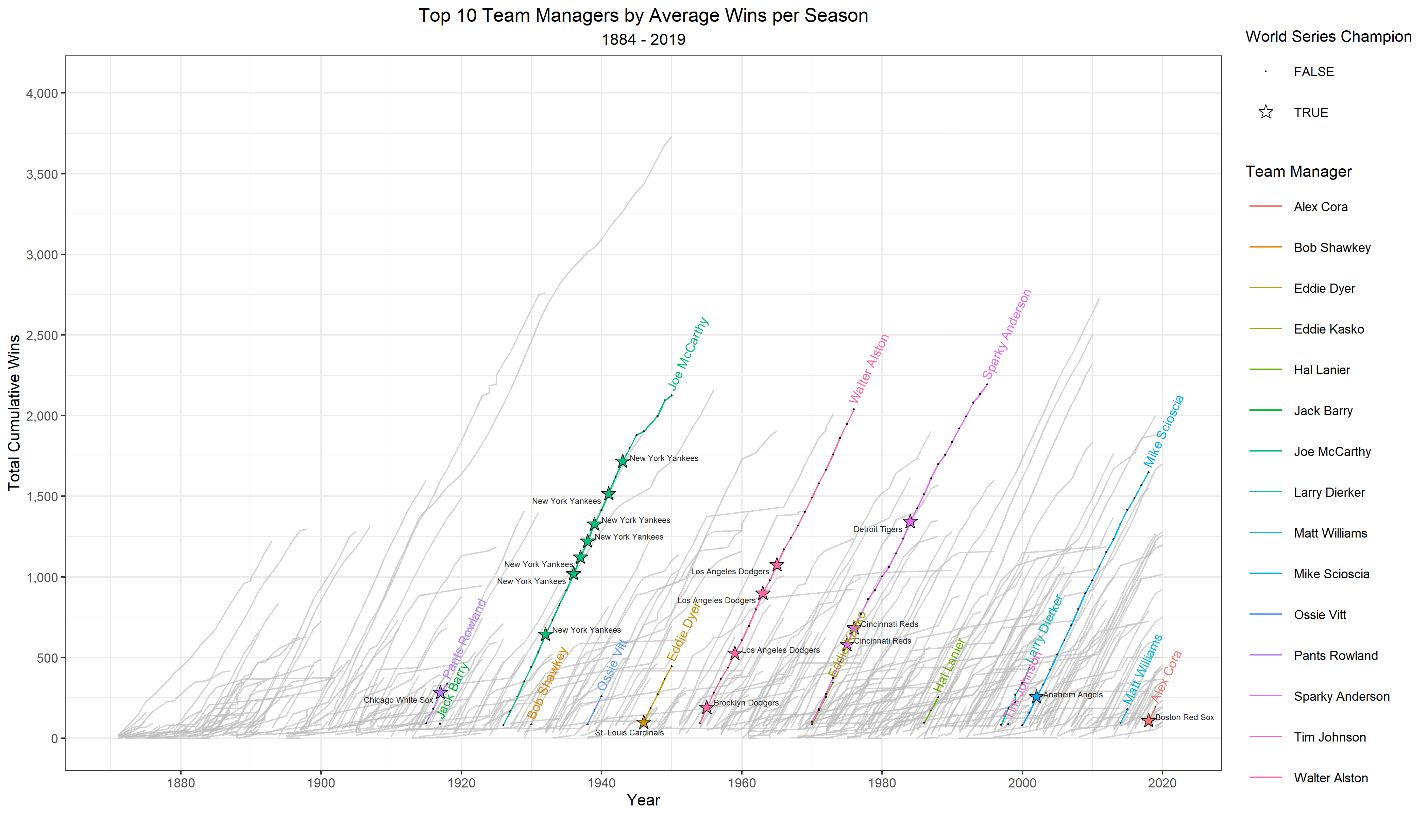 Top 10 Team Managers by Average Wins per Season
1884 - 2019
Total Cumulative Wins
4,000
3,500
3,000
2,500
2,000
1,500
1,000
500
0
1880
1900
1920
1940
1960
1980
2000
2020
Year
Chicago White Sox
Pants Rowland
Jack Barry
Bob Shawkey
Joe McCarthy
New York Yankees
New York Yankees
New York Yankees
New York Yankees
New York Yankees
New York Yankees
New York Yankees
Ossie Vitt
Eddie Dyer
St. Louis Cardinals
Walter Alston
Los Angeles Dodgers
Los Angeles Dodgers
Los Angeles Dodgers
Brooklyn Dodgers
Sparky Anderson
Detroit Tigers
Cincinnati Reds
Cincinnati Reds
Eddie Kasko
Hal Lanier
Larry Dierker
Tim Johnson
Mike Scioscia
Anaheim Angels
Matt Williams
Alex Cora
Boston Red Sox
World Series Champion
FALSE
TRUE
Team Manager
Alex Cora
Bob Shawkey
Eddie Dyer
Eddie Kasko
Hal Lanier
Jack Barry
Joe McCarthy
Larry Dierker
Matt Williams
Mike Scioscia
Ossie Vitt
Pants Rowland
Sparky Anderson
Tim Johnson
Walter Alston